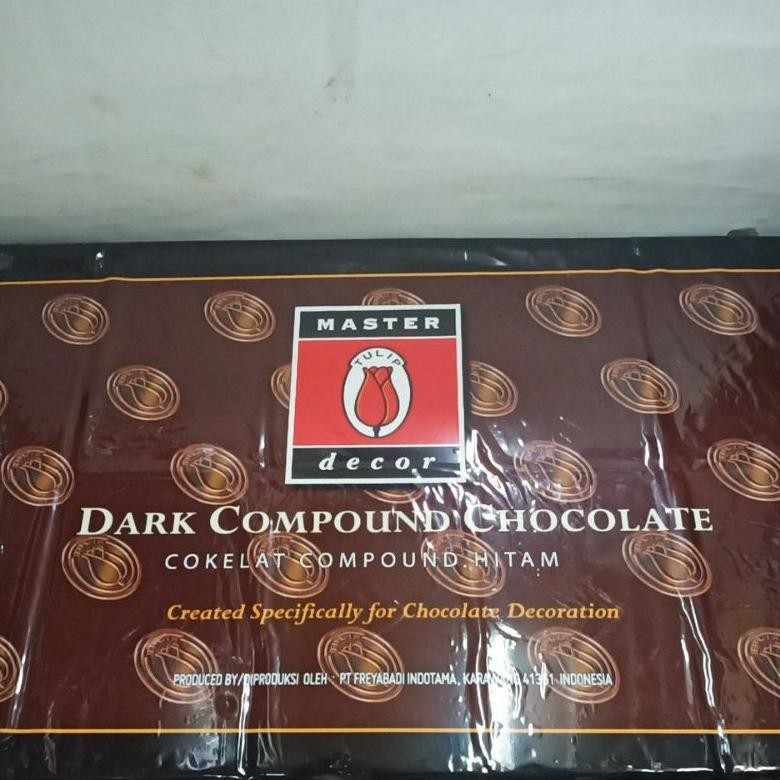 MASTER
TULIP
decor
DARK COMPOUND CHOCOLATE
COKELAT COMPOUND HITAM
Created Specifically for Chocolate Decoration
PRODUCED BY/DIPRODUKSI OLEH : PT FREYABADI INDOTAMA, INDONESIA